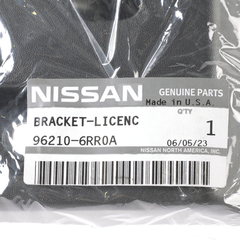 NISSAN GENUINE PARTS
Made in U.S.A.
BRACKET-LICENC Q'TY
96210-6RR0A 1
06/05/23
NISSAN NORTH AMERICA, INC.